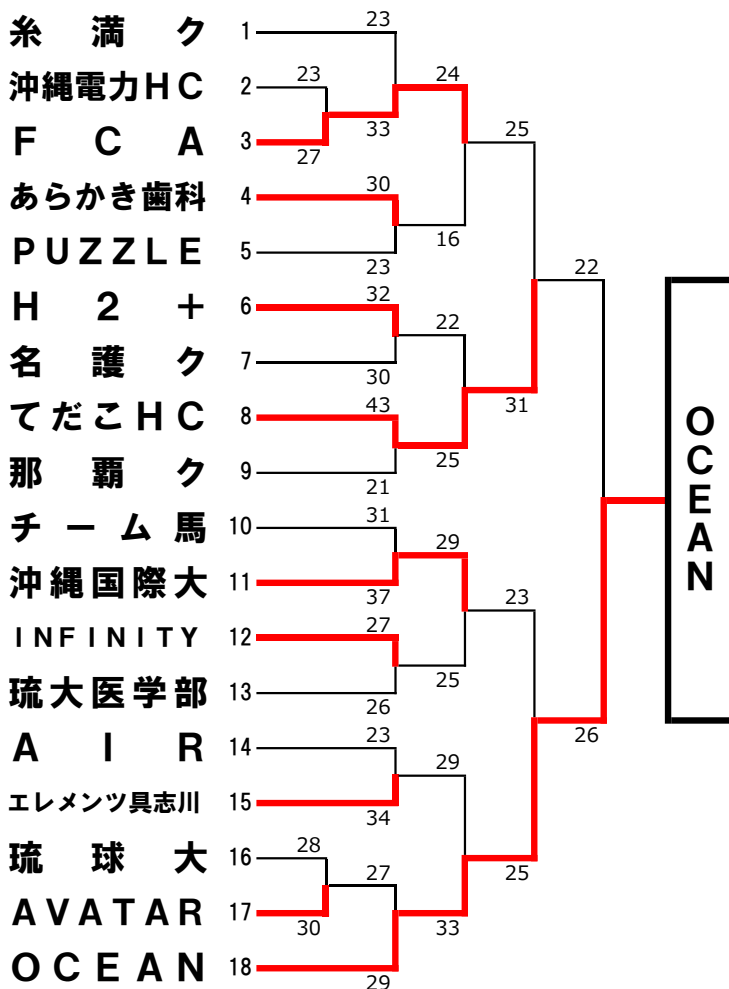 糸満ク 1 23
沖縄電力HC 2 23 24
FCA 3 27 33 25
あらかき歯科 4 30
PUZZLE 5 23 16 22
H2+ 6 32 22
名護ク 7 30
てだこHC 8 43 31
那覇ク 9 21 25
チーム馬 10 31 29
沖縄国際大 11 37 23
INFINITY 12 27
琉大医学部 13 26 25
AIR 14 23 29 26
エレメンツ具志川 15 34
琉球大 16 28 27 25
AVATAR 17 30 33
OCEAN 18 29
OCEAN